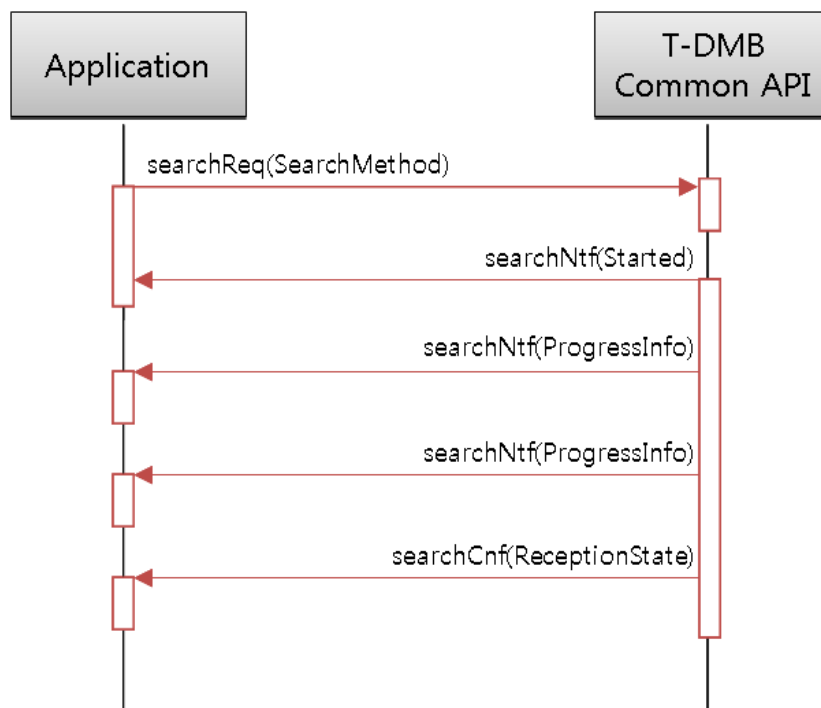 Application
T-DMB
Common API
searchReq(SearchMethod)
searchNtf(Started)
searchNtf(ProgressInfo)
searchNtf(ProgressInfo)
searchCnf(ReceptionState)